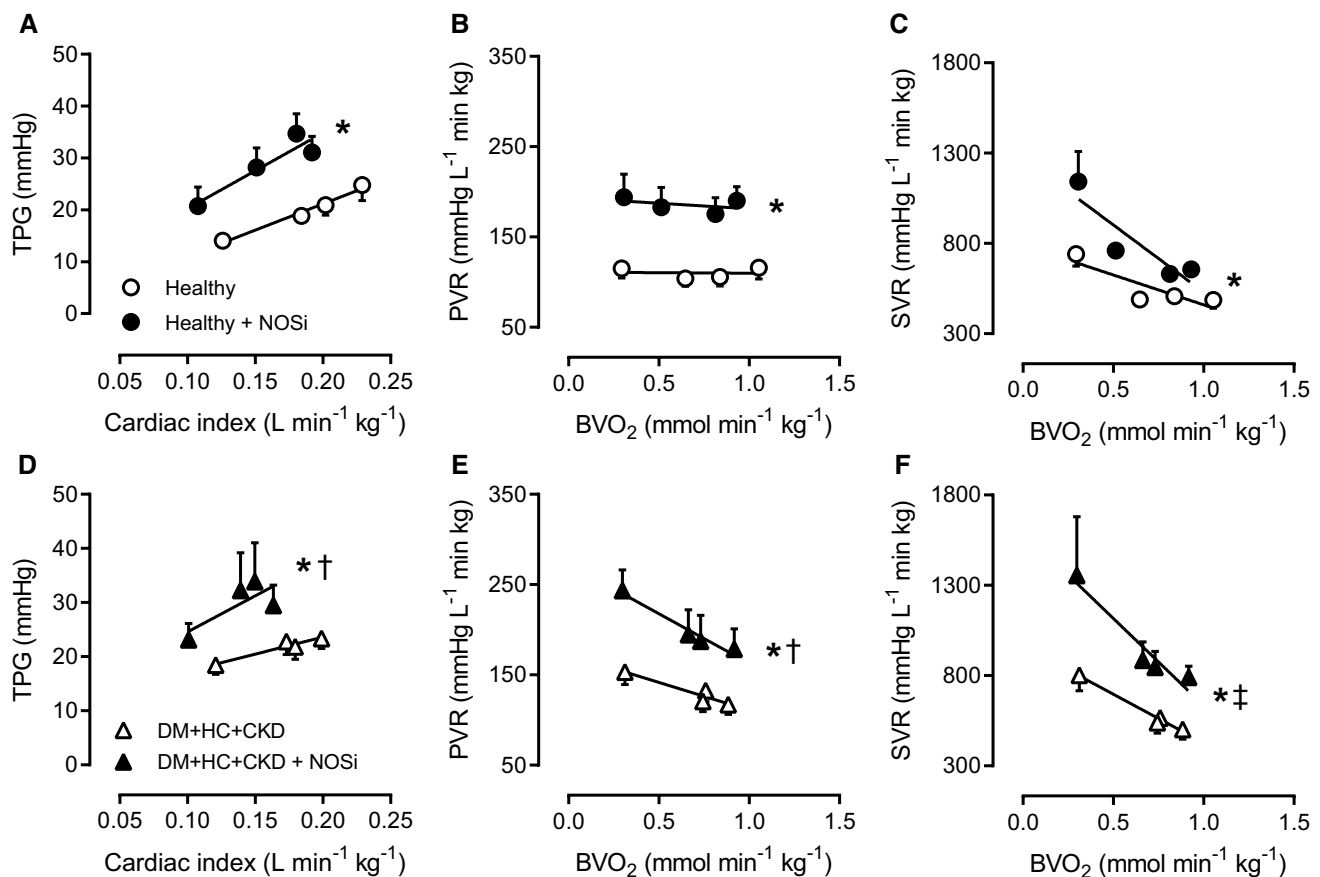 A
50
40
30
20
10
0
TPG (mmHg)
Healthy
Healthy + NOSi
*
0.05 0.10 0.15 0.20 0.25
Cardiac index (L min⁻¹ kg⁻¹)
B
350
250
150
50
PVR (mmHg L⁻¹ min kg)
*
0.0 0.5 1.0 1.5
BVO₂ (mmol min⁻¹ kg⁻¹)
C
1800
1300
800
300
SVR (mmHg L⁻¹ min kg)
*
0.0 0.5 1.0 1.5
BVO₂ (mmol min⁻¹ kg⁻¹)
D
50
40
30
20
10
0
TPG (mmHg)
* †
DM+HC+CKD
DM+HC+CKD + NOSi
0.05 0.10 0.15 0.20 0.25
Cardiac index (L min⁻¹ kg⁻¹)
E
350
250
150
50
PVR (mmHg L⁻¹ min kg)
* †
0.0 0.5 1.0 1.5
BVO₂ (mmol min⁻¹ kg⁻¹)
F
1800
1300
800
300
SVR (mmHg L⁻¹ min kg)
* ‡
0.0 0.5 1.0 1.5
BVO₂ (mmol min⁻¹ kg⁻¹)